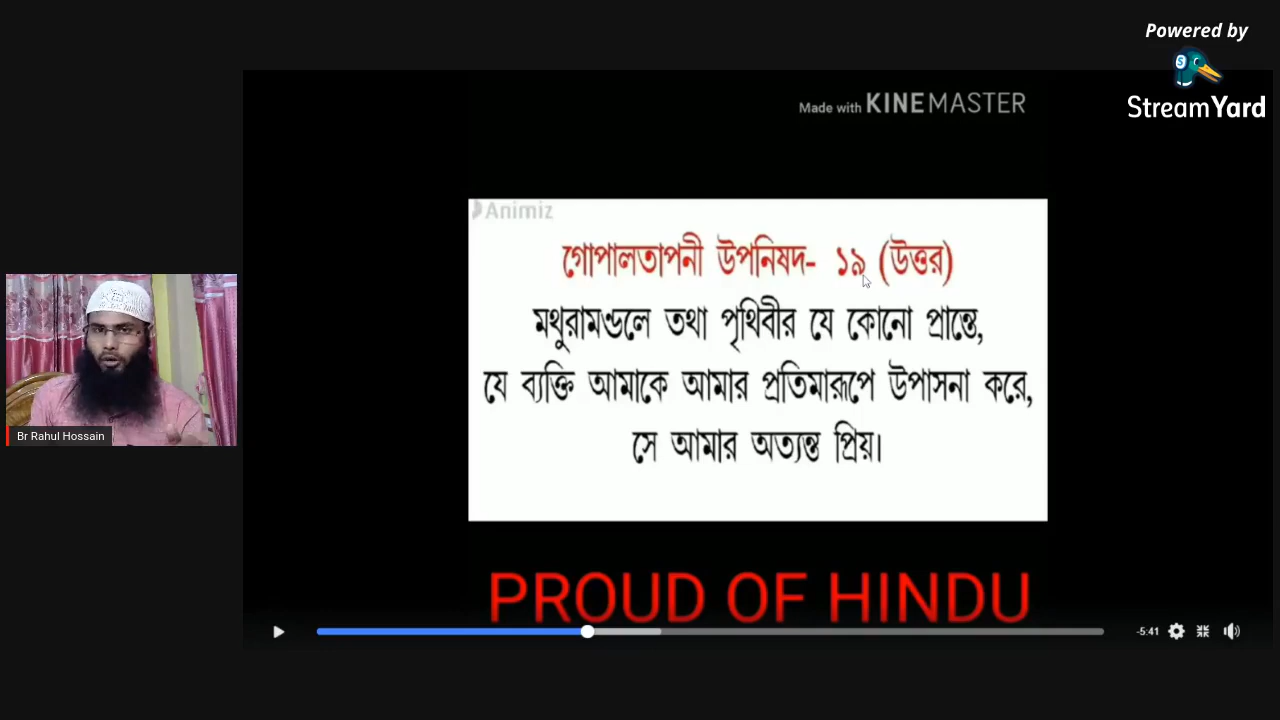 Powered by
StreamYard
Made with KINEMASTER
Animiz
গোপালতাপনী উপনিষদ- ১৯ (উত্তর)
মথুরামণ্ডলে তথা পৃথিবীর যে কোনো প্রান্তে,
যে ব্যক্তি আমাকে আমার প্রতিমারূপে উপাসনা করে,
সে আমার অত্যন্ত প্রিয়।
Br Rahul Hossain
PROUD OF HINDU
-5:41